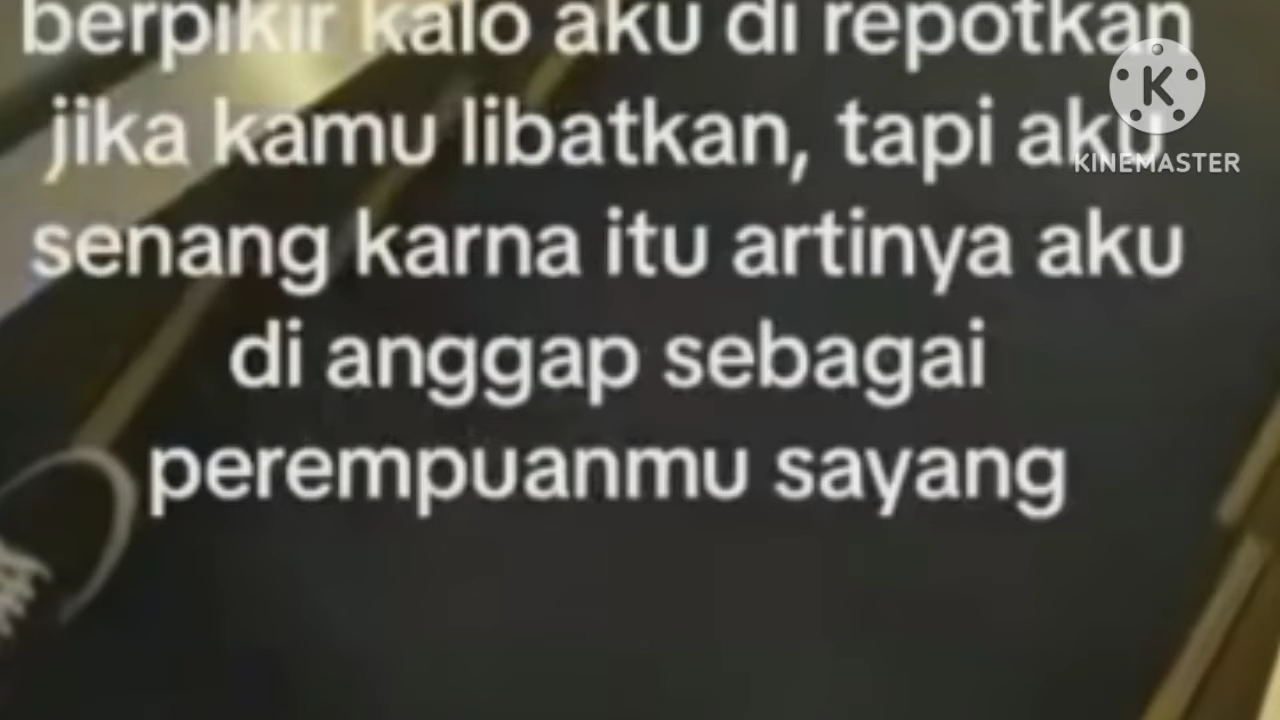 berpikir kalo aku di repotkan
jika kamu libatkan, tapi aku
senang karna itu artinya aku
di anggap sebagai
perempuanmu sayang
K
KINEMASTER